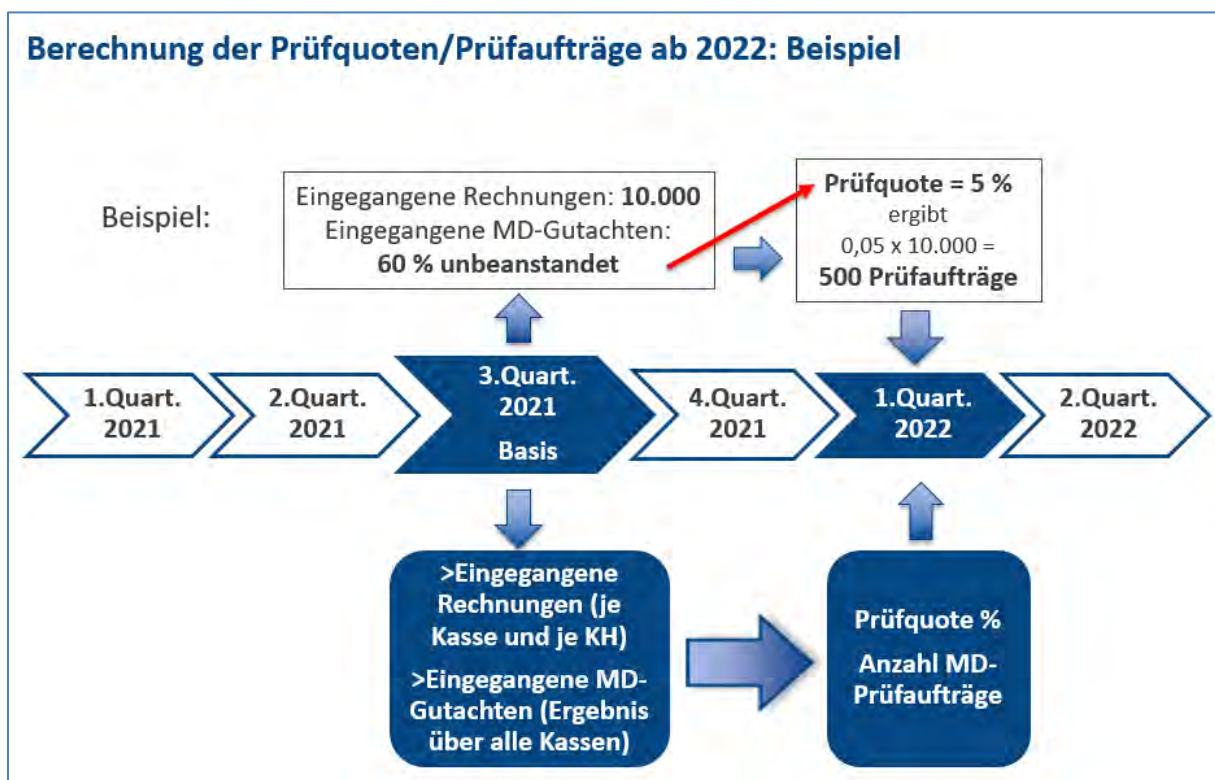 Berechnung der Prüfquoten/Prüfaufträge ab 2022: Beispiel
Beispiel:
Eingegangene Rechnungen: 10.000
Eingegangene MD-Gutachten:
60 % unbeanstandet
Prüfquote = 5 %
ergibt
0,05 x 10.000 =
500 Prüfaufträge
1.Quart.
2021
2.Quart.
2021
3.Quart.
2021
Basis
4.Quart.
2021
1.Quart.
2022
2.Quart.
2022
>Eingegangene
Rechnungen (je
Kasse und je KH)
>Eingegangene MD-
Gutachten (Ergebnis
über alle Kassen)
Prüfquote %
Anzahl MD-
Prüfaufträge